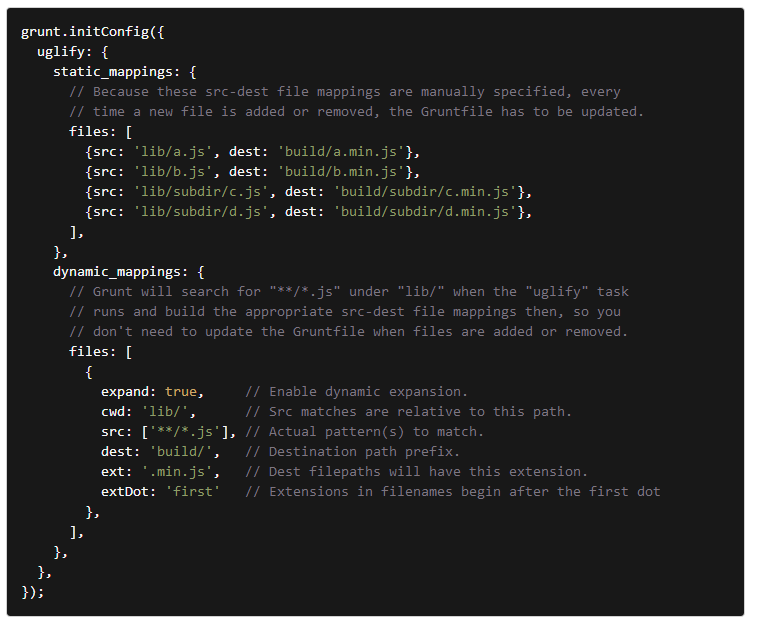 grunt.initConfig({
  uglify: {
    static_mappings: {
      // Because these src-dest file mappings are manually specified, every
      // time a new file is added or removed, the Gruntfile has to be updated.
      files: [
        {src: 'lib/a.js', dest: 'build/a.min.js'},
        {src: 'lib/b.js', dest: 'build/b.min.js'},
        {src: 'lib/subdir/c.js', dest: 'build/subdir/c.min.js'},
        {src: 'lib/subdir/d.js', dest: 'build/subdir/d.min.js'},
      ],
    },
    dynamic_mappings: {
      // Grunt will search for "**/*.js" under "lib/" when the "uglify" task
      // runs and build the appropriate src-dest file mappings then, so you
      // don't need to update the Gruntfile when files are added or removed.
      files: [
        {
          expand: true,     // Enable dynamic expansion.
          cwd: 'lib/',      // Src matches are relative to this path.
          src: ['**/*.js'], // Actual pattern(s) to match.
          dest: 'build/',   // Destination path prefix.
          ext: '.min.js',   // Dest filepaths will have this extension.
          extDot: 'first'   // Extensions in filenames begin after the first dot
        },
      ],
    },
  },
});